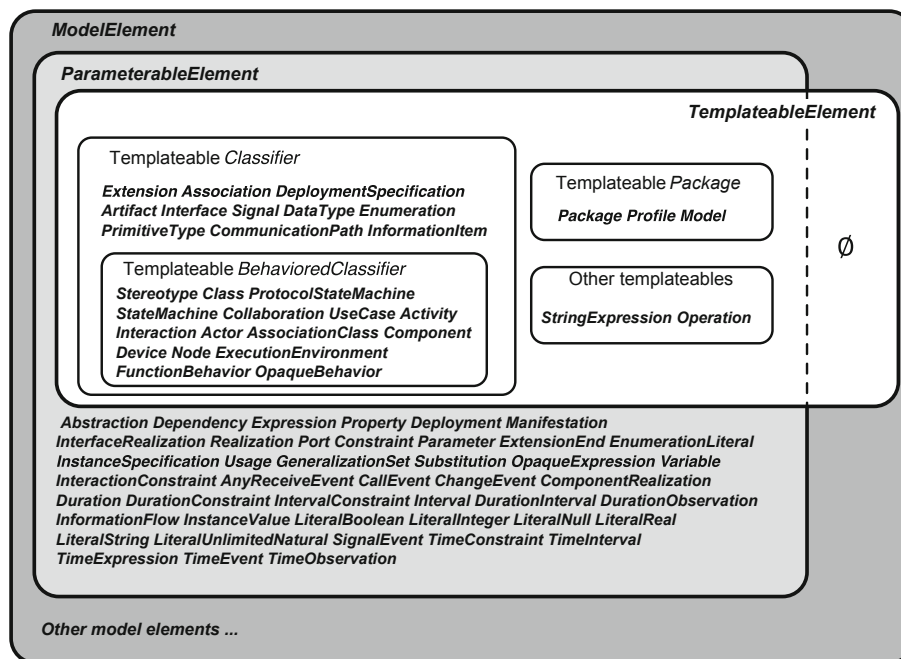 ModelElement
ParameterableElement
TemplateableElement
Templateable Classifier
Extension Association DeploymentSpecification
Artifact Interface Signal DataType Enumeration
PrimitiveType CommunicationPath InformationItem
Templateable BehavioredClassifier
Stereotype Class ProtocolStateMachine
StateMachine Collaboration UseCase Activity
Interaction Actor AssociationClass Component
Device Node ExecutionEnvironment
FunctionBehavior OpaqueBehavior
Templateable Package
Package Profile Model
Other templateables
StringExpression Operation
∅
Abstraction Dependency Expression Property Deployment Manifestation
InterfaceRealization Realization Port Constraint Parameter ExtensionEnd EnumerationLiteral
InstanceSpecification Usage GeneralizationSet Substitution OpaqueExpression Variable
InteractionConstraint AnyReceiveEvent CallEvent ChangeEvent ComponentRealization
Duration DurationConstraint IntervalConstraint Interval DurationInterval DurationObservation
InformationFlow InstanceValue LiteralBoolean LiteralInteger LiteralNull LiteralReal
LiteralString LiteralUnlimitedNatural SignalEvent TimeConstraint TimeInterval
TimeExpression TimeEvent TimeObservation
Other model elements ...